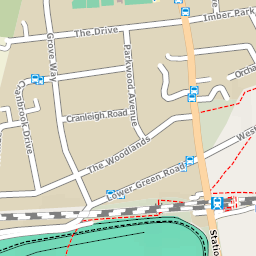 Imber Park
The Drive
Grove Way
Parkwood Avenue
Orcha
Cranbrook Drive
Cranleigh Road
The Woodlands
West
Lower Green Road
Station